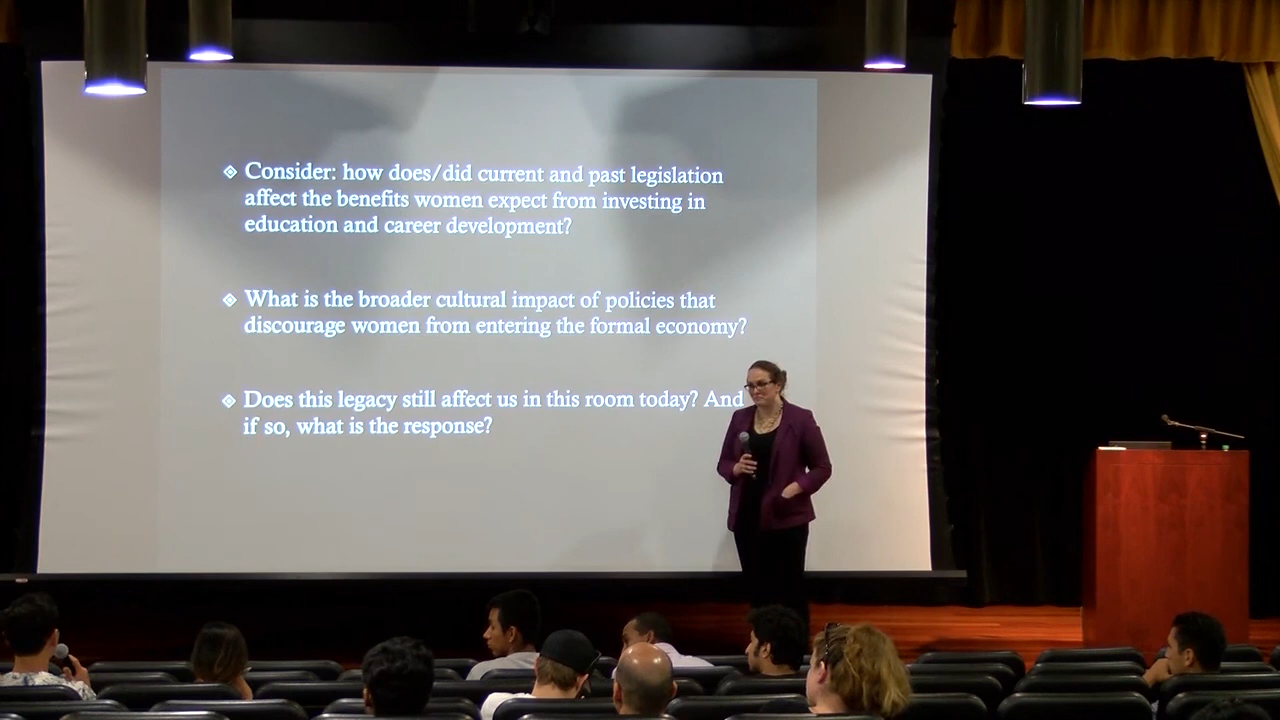 Consider: how does/did current and past legislation
affect the benefits women expect from investing in
education and career development?
What is the broader cultural impact of policies that
discourage women from entering the formal economy?
Does this legacy still affect us in this room today? And
if so, what is the response?